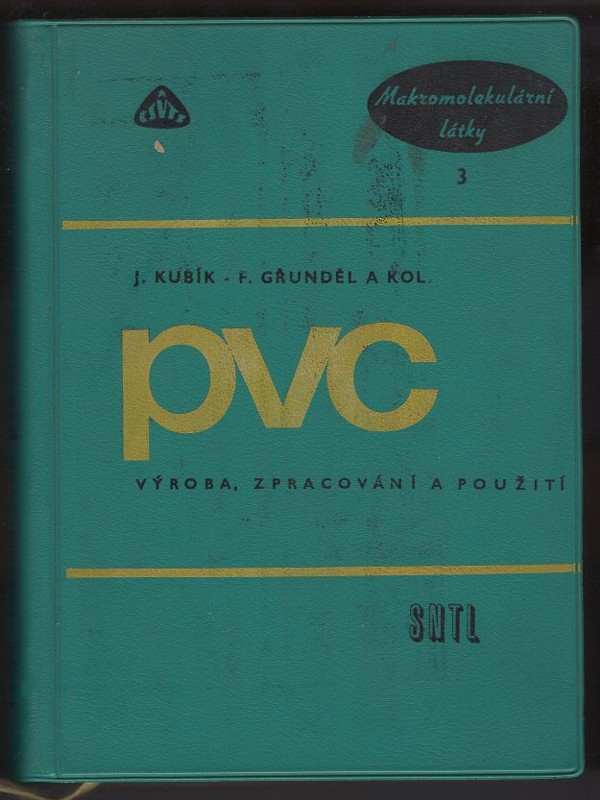 ČSVTS
Makromolekulární
látky
3
J. KUBÍK - F. GŘUNDĚL A KOL.
pvc
VÝROBA, ZPRACOVÁNÍ A POUŽITÍ
SNTL